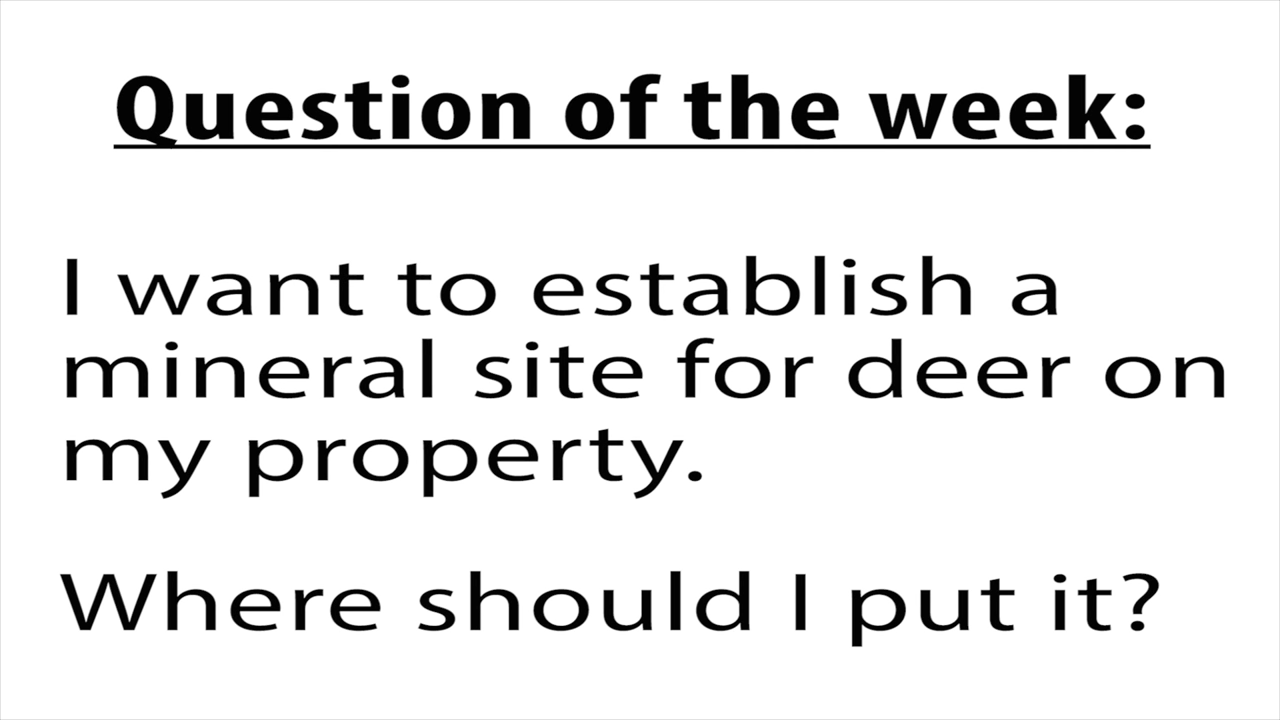 Question of the week:
I want to establish a
mineral site for deer on
my property.
Where should I put it?